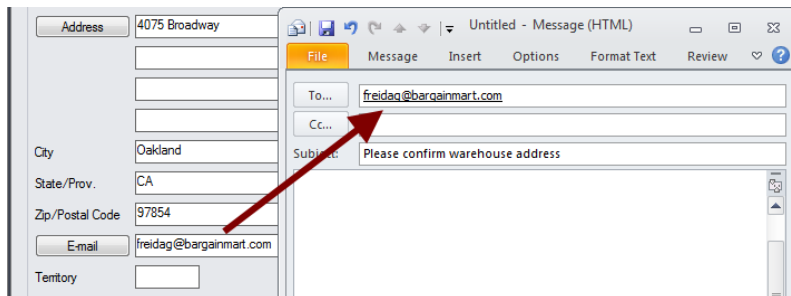 Address 4075 Broadway
City Oakland
State/Prov. CA
Zip/Postal Code 97854
E-mail freidag@bargainmart.com
Territory
Untitled - Message (HTML)
File Message Insert Options Format Text Review
To... freidag@bargainmart.com
Cc...
Subject: Please confirm warehouse address